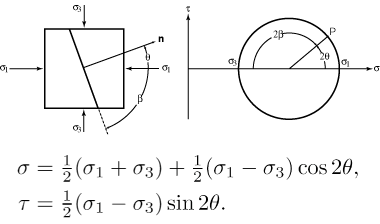 σ₃
n
θ
σ₁
σ₁
β
σ₃
τ
2β
P
2θ
σ₃
σ₁
σ
σ = ½(σ₁ + σ₃) + ½(σ₁ − σ₃) cos 2θ,
τ = ½(σ₁ − σ₃) sin 2θ.